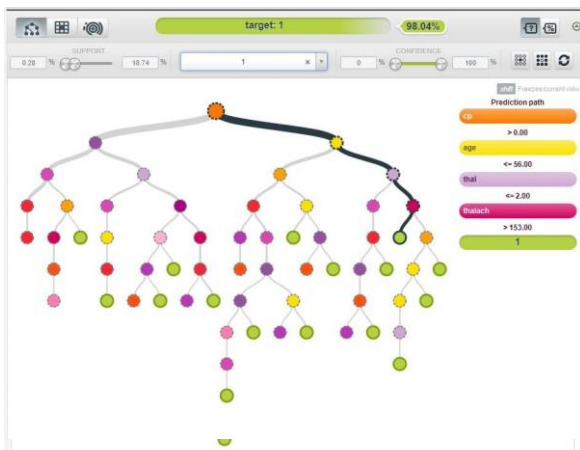 target: 1
98.04%
SUPPORT
CONFIDENCE
0.28 %
18.74 %
1
0 %
100 %
shift Freezes current view
Prediction path
cp
> 0.00
age
<= 56.00
thal
<= 2.00
thalach
> 153.00
1